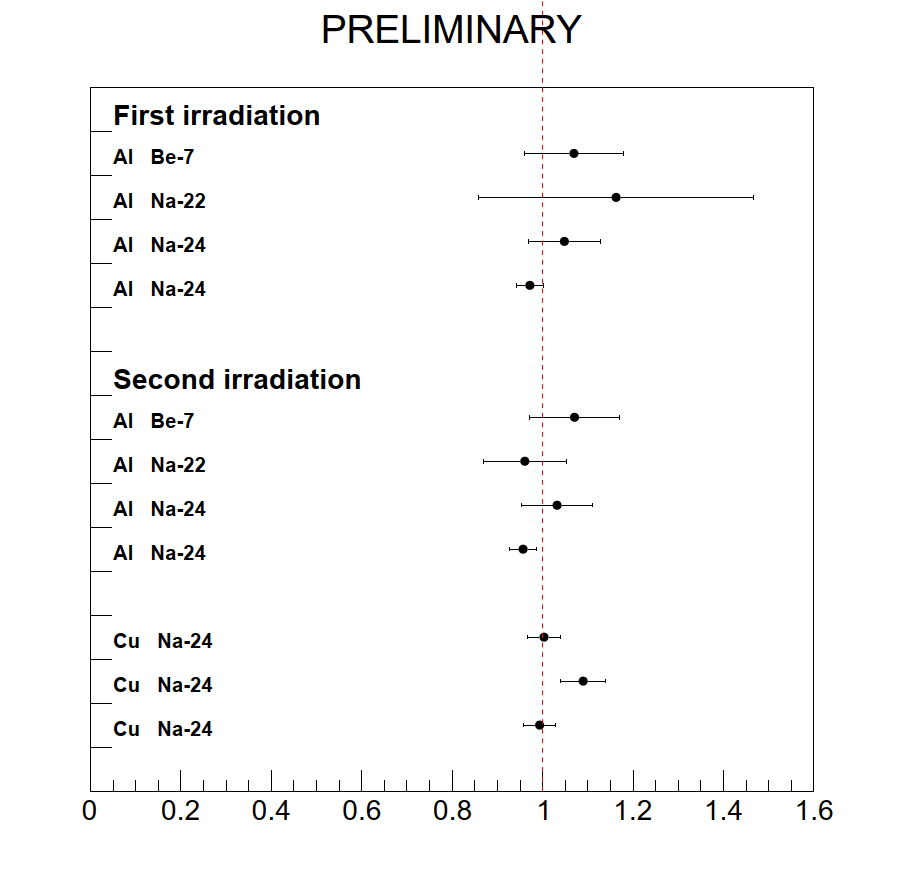 PRELIMINARY
First irradiation
Al Be-7
Al Na-22
Al Na-24
Al Na-24
Second irradiation
Al Be-7
Al Na-22
Al Na-24
Al Na-24
Cu Na-24
Cu Na-24
Cu Na-24
0 0.2 0.4 0.6 0.8 1 1.2 1.4 1.6